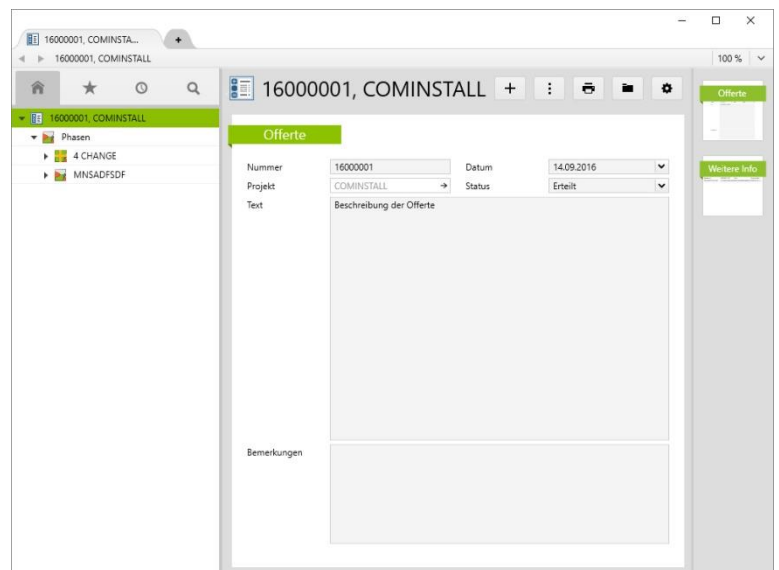 16000001, COMINSTA...
16000001, COMINSTALL
100 %
16000001, COMINSTALL
Offerte
16000001, COMINSTALL
Phasen
4 CHANGE
MNSADFSDF
Offerte
Nummer 16000001 Datum 14.09.2016
Projekt COMINSTALL Status Erteilt
Text Beschreibung der Offerte
Bemerkungen
Weitere Info